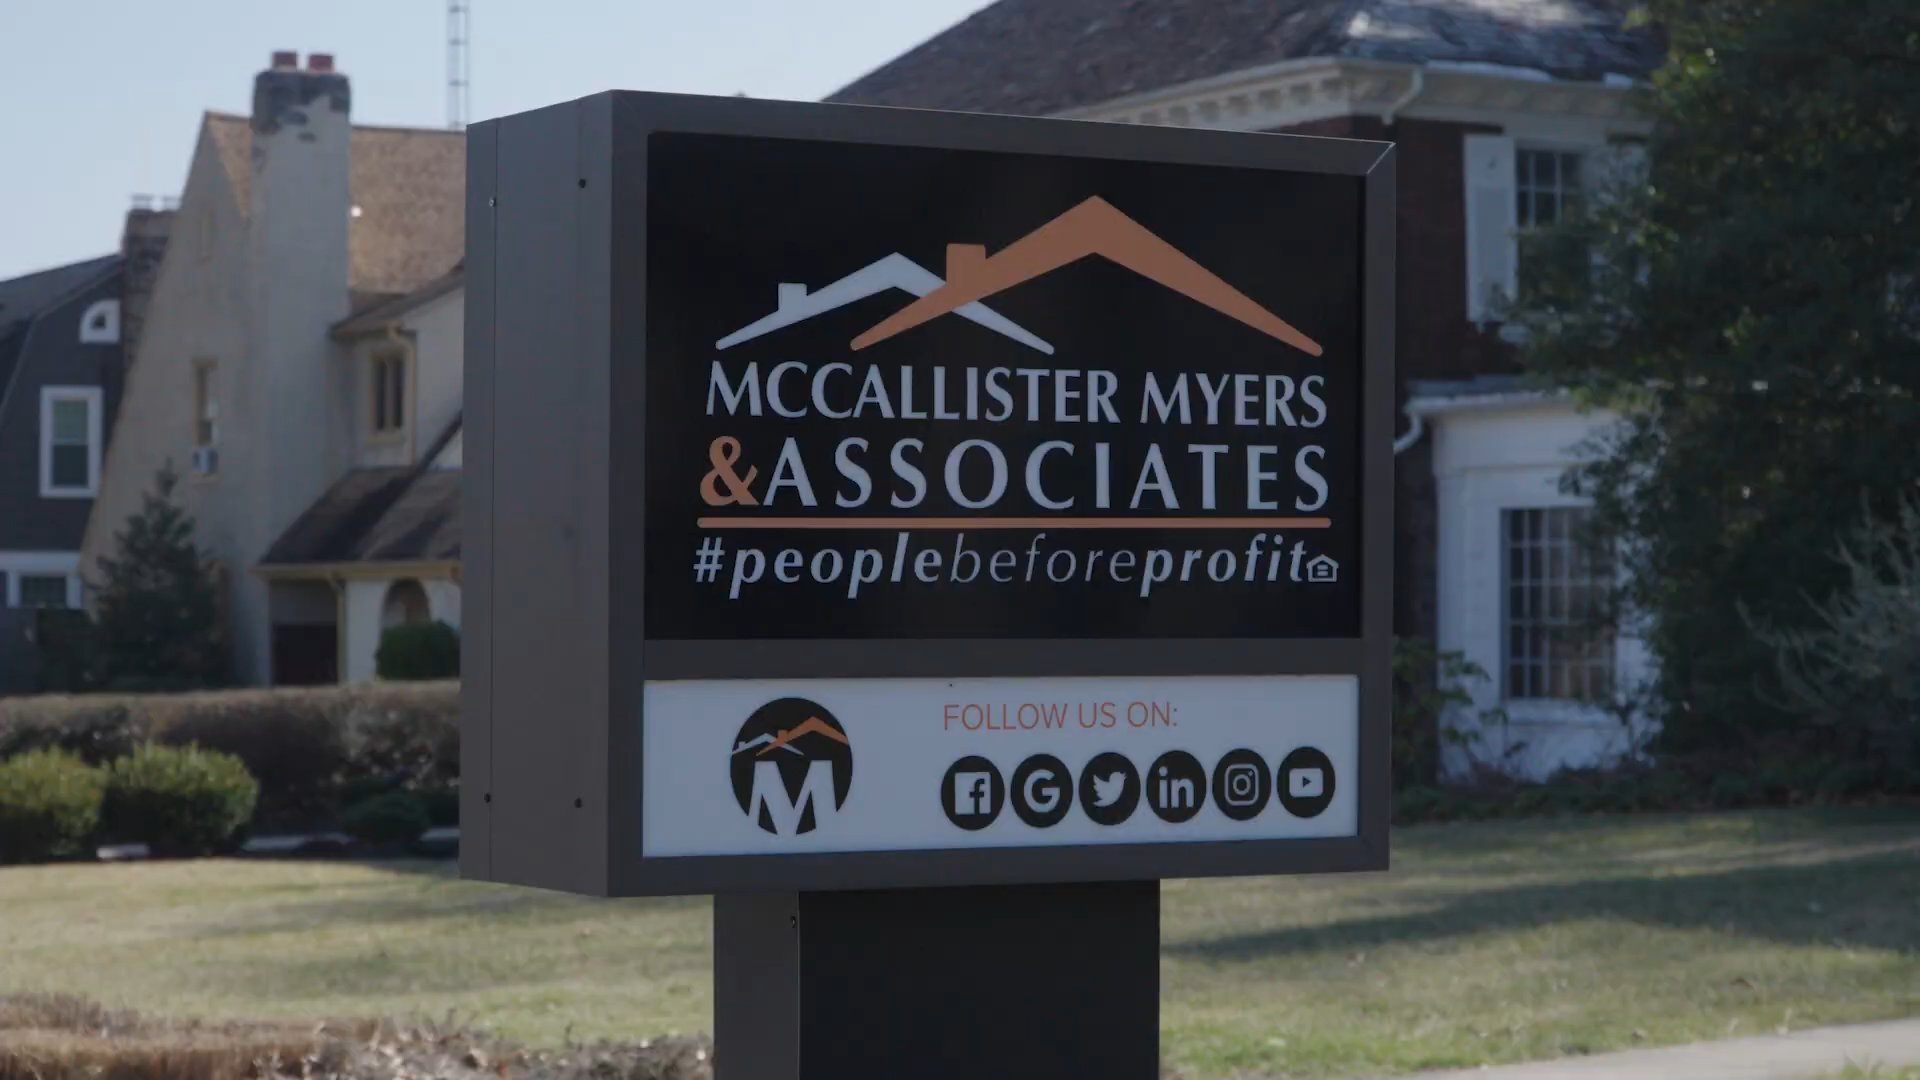 MCCALLISTER MYERS
&ASSOCIATES
#peoplebeforeprofit
M
FOLLOW US ON: